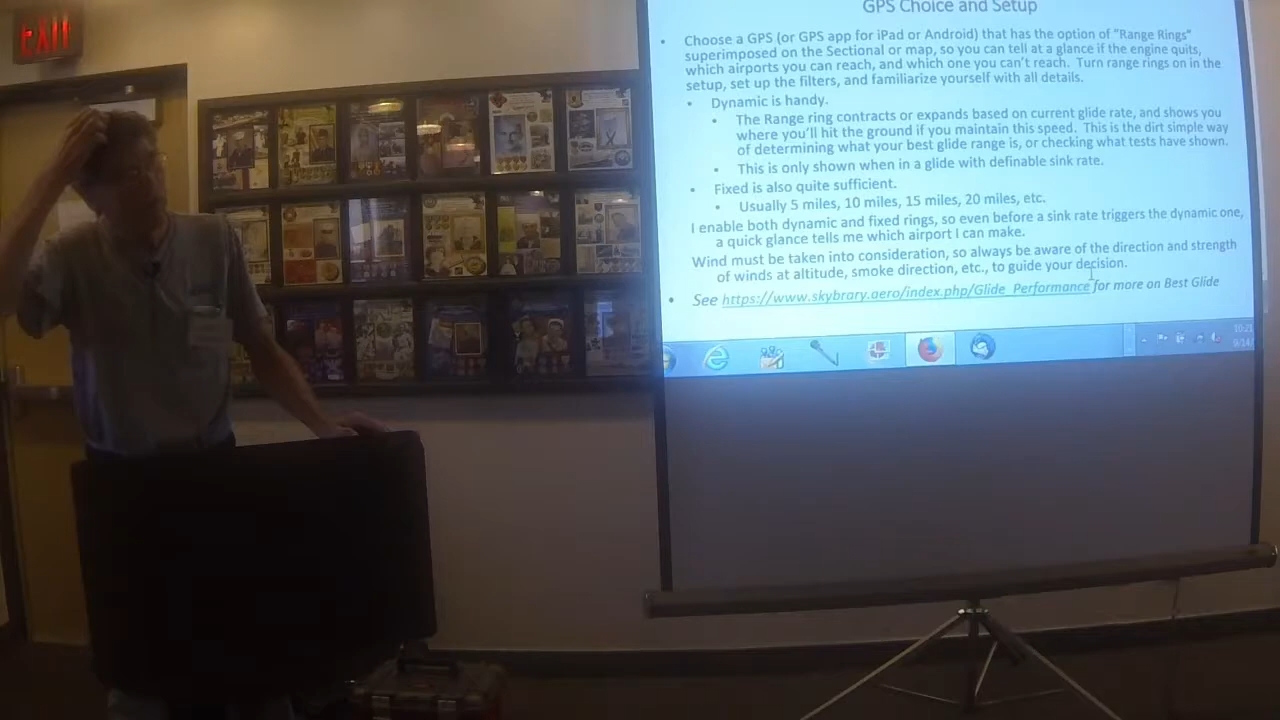 EXIT
GPS Choice and Setup
• Choose a GPS (or GPS app for iPad or Android) that has the option of "Range Rings"
superimposed on the Sectional or map, so you can tell at a glance if the engine quits,
which airports you can reach, and which one you can't reach. Turn range rings on in the
setup, set up the filters, and familiarize yourself with all details.
• Dynamic is handy.
• The Range ring contracts or expands based on current glide rate, and shows you
where you'll hit the ground if you maintain this speed. This is the dirt simple way
of determining what your best glide range is, or checking what tests have shown.
• This is only shown when in a glide with definable sink rate.
• Fixed is also quite sufficient.
• Usually 5 miles, 10 miles, 15 miles, 20 miles, etc.
I enable both dynamic and fixed rings, so even before a sink rate triggers the dynamic one,
a quick glance tells me which airport I can make.
Wind must be taken into consideration, so always be aware of the direction and strength
of winds at altitude, smoke direction, etc., to guide your decision.
• See https://www.skybrary.aero/index.php/Glide_Performance for more on Best Glide
10:21